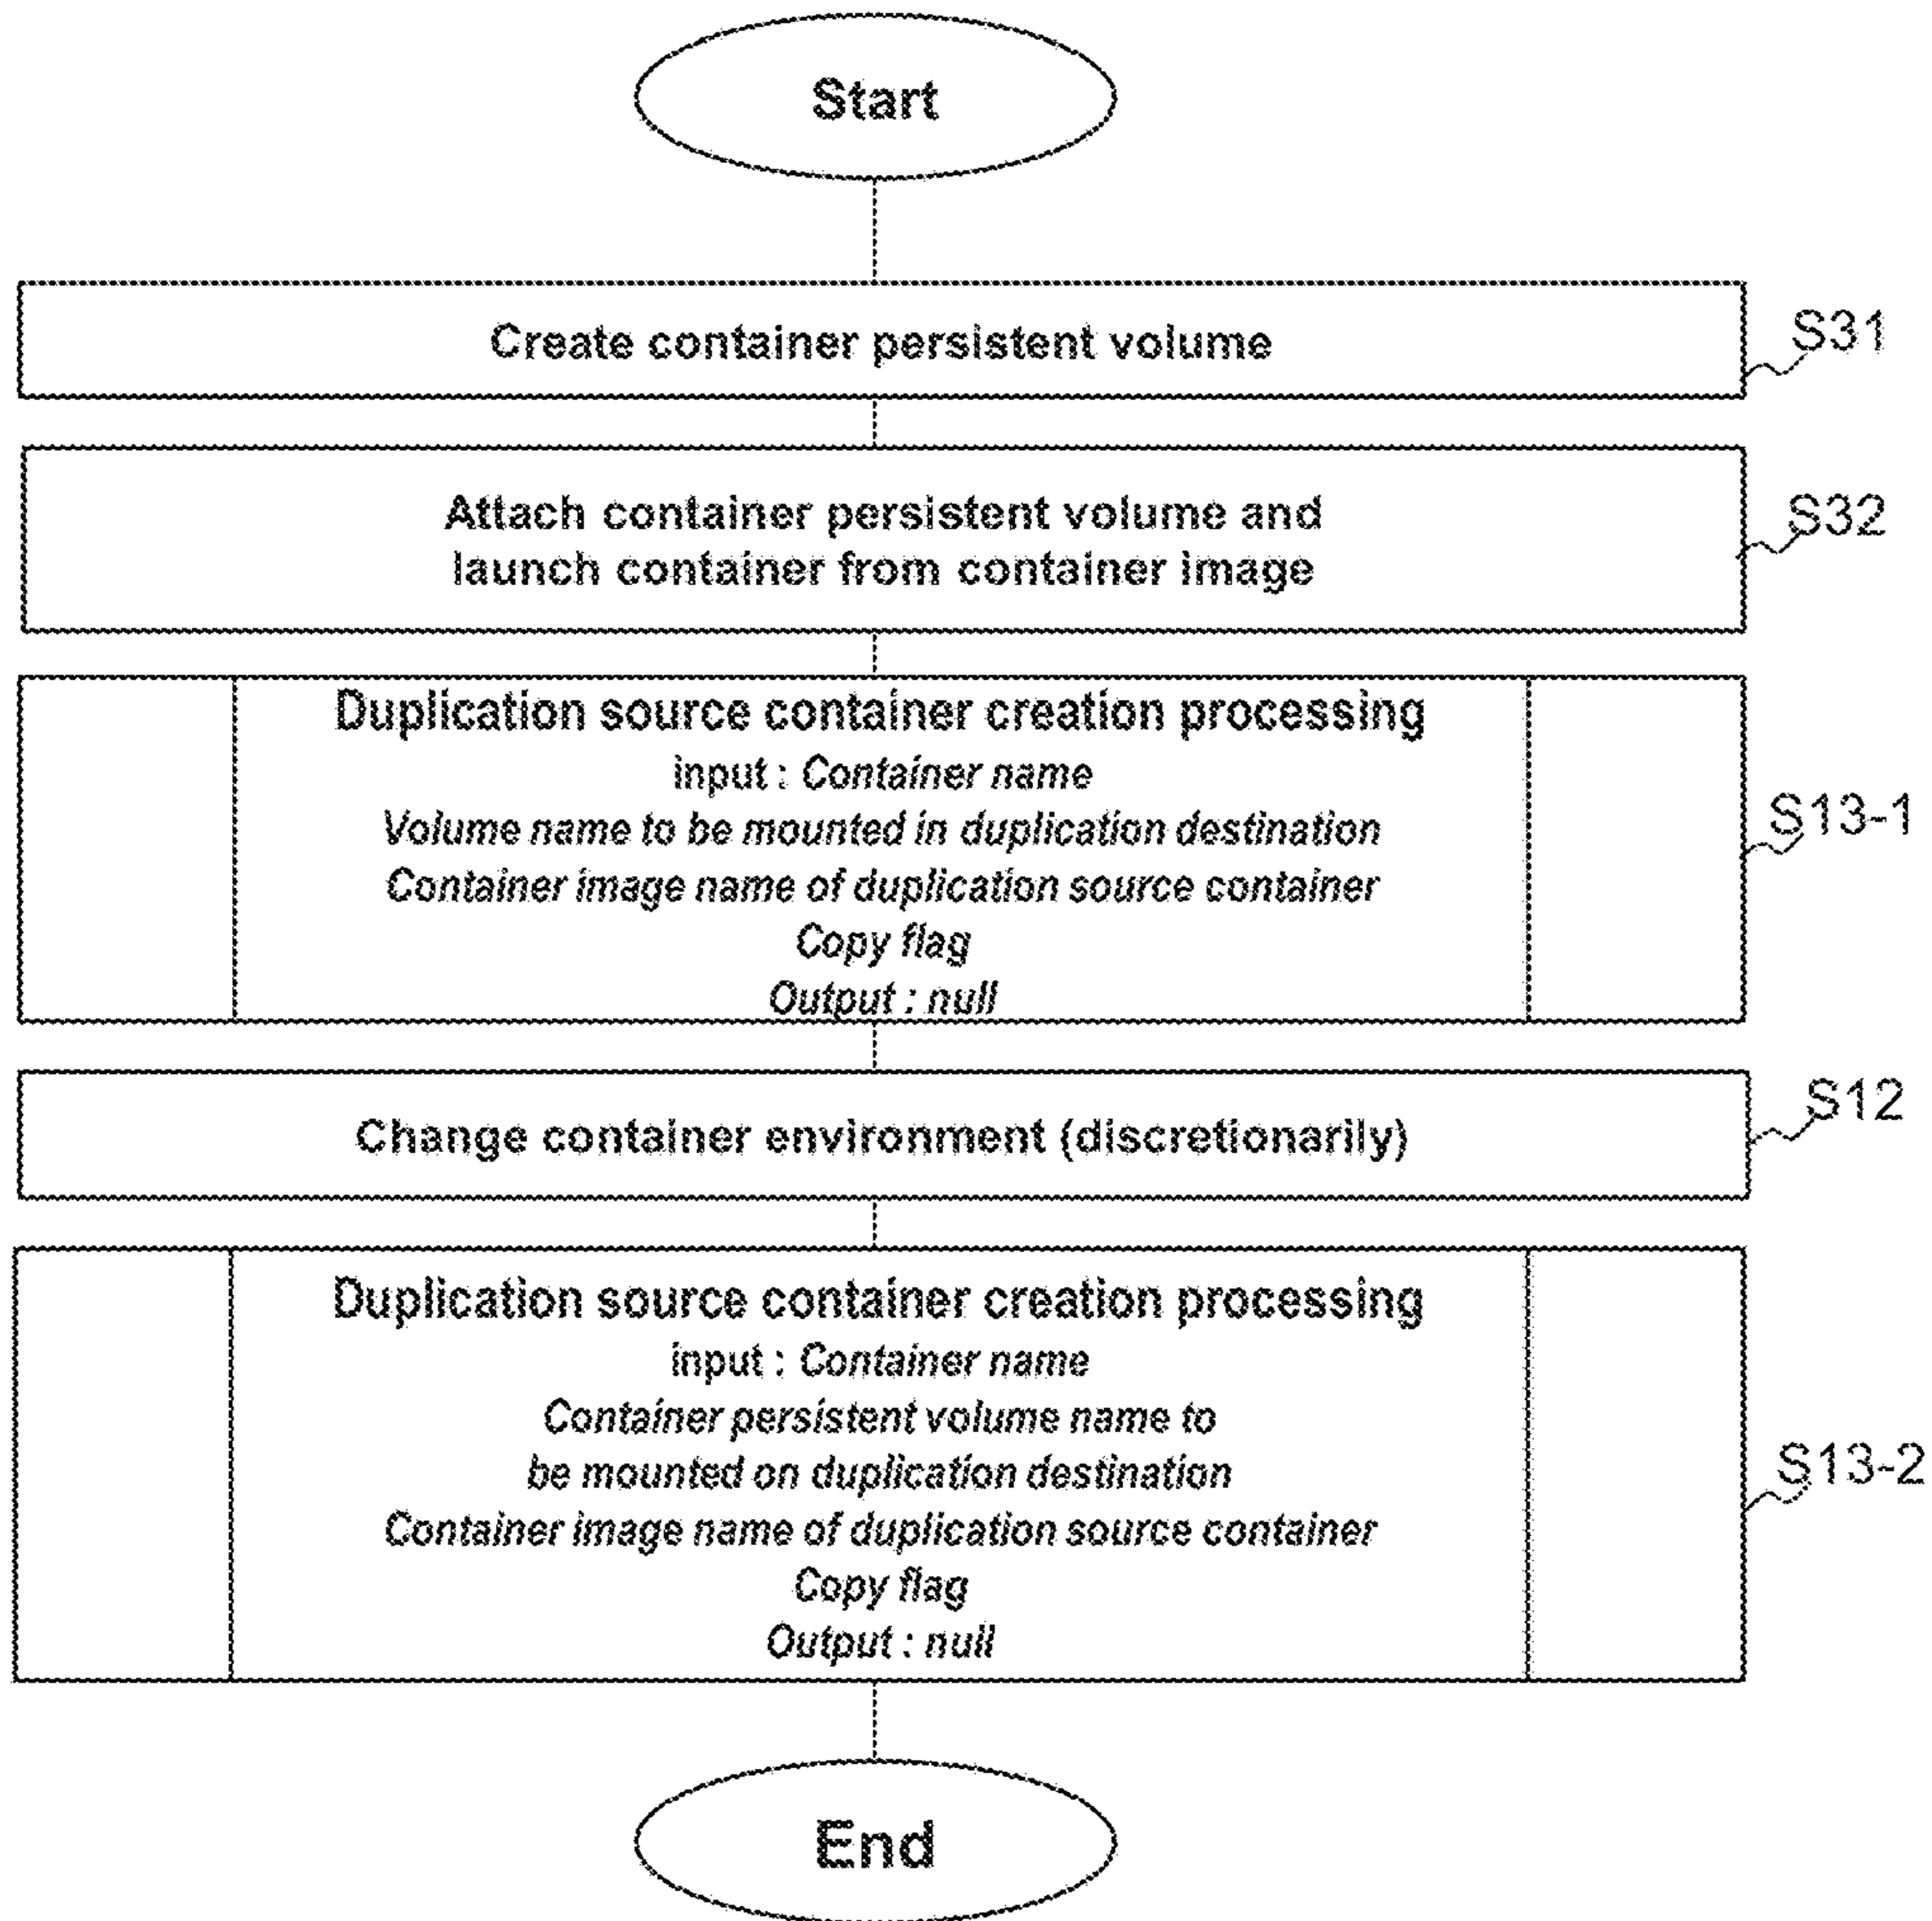 Start
Create container persistent volume
S31
Attach container persistent volume and
launch container from container image
S32
Duplication source container creation processing
input : Container name
Volume name to be mounted in duplication destination
Container image name of duplication source container
Copy flag
Output : null
S13-1
Change container environment (discretionarily)
S12
Duplication source container creation processing
input : Container name
Container persistent volume name to
be mounted on duplication destination
Container image name of duplication source container
Copy flag
Output : null
S13-2
End